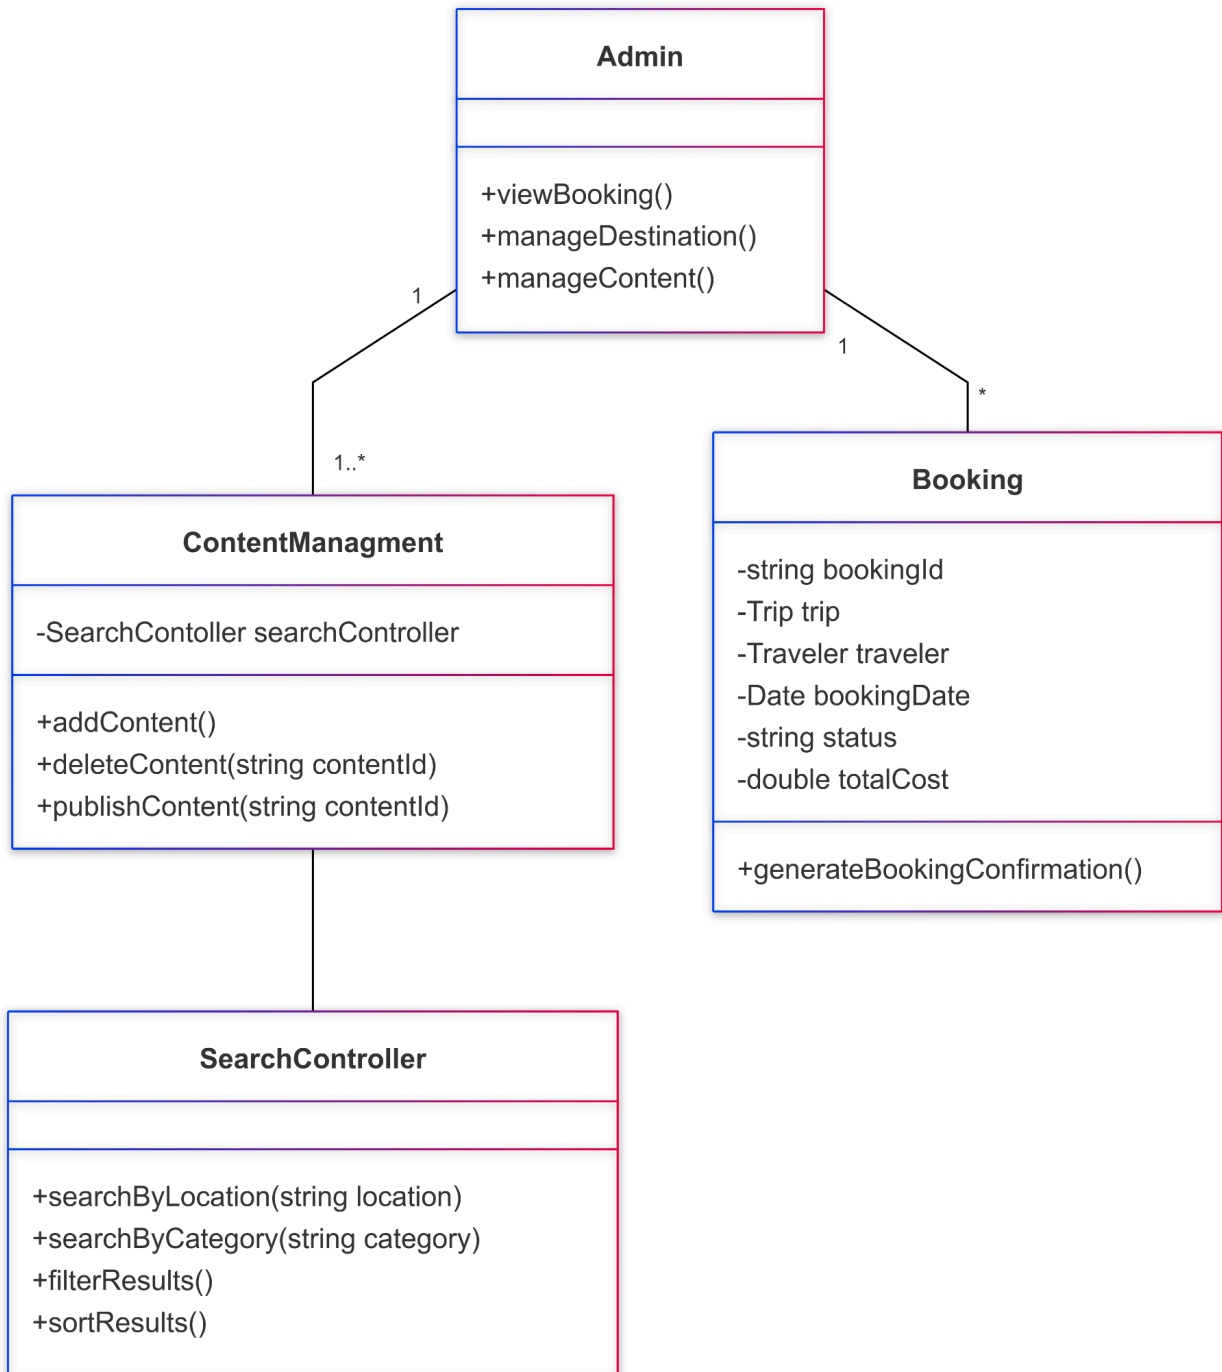 Admin
+viewBooking()
+manageDestination()
+manageContent()
1
1
*
1..*
ContentManagment
-SearchContoller searchController
+addContent()
+deleteContent(string contentId)
+publishContent(string contentId)
Booking
-string bookingId
-Trip trip
-Traveler traveler
-Date bookingDate
-string status
-double totalCost
+generateBookingConfirmation()
SearchController
+searchByLocation(string location)
+searchByCategory(string category)
+filterResults()
+sortResults()